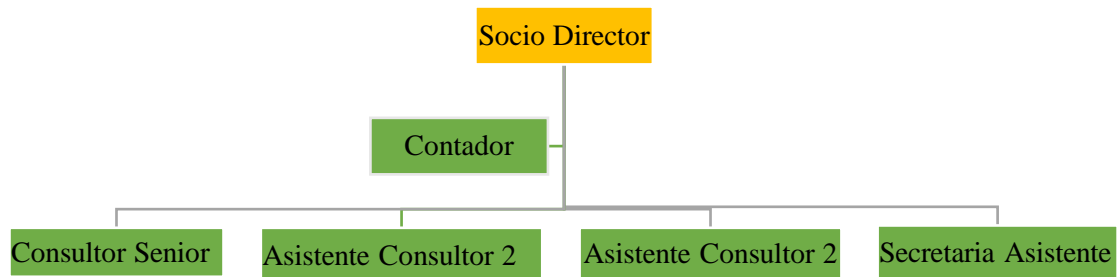 Socio Director
Contador
Consultor Senior
Asistente Consultor 2
Asistente Consultor 2
Secretaria Asistente